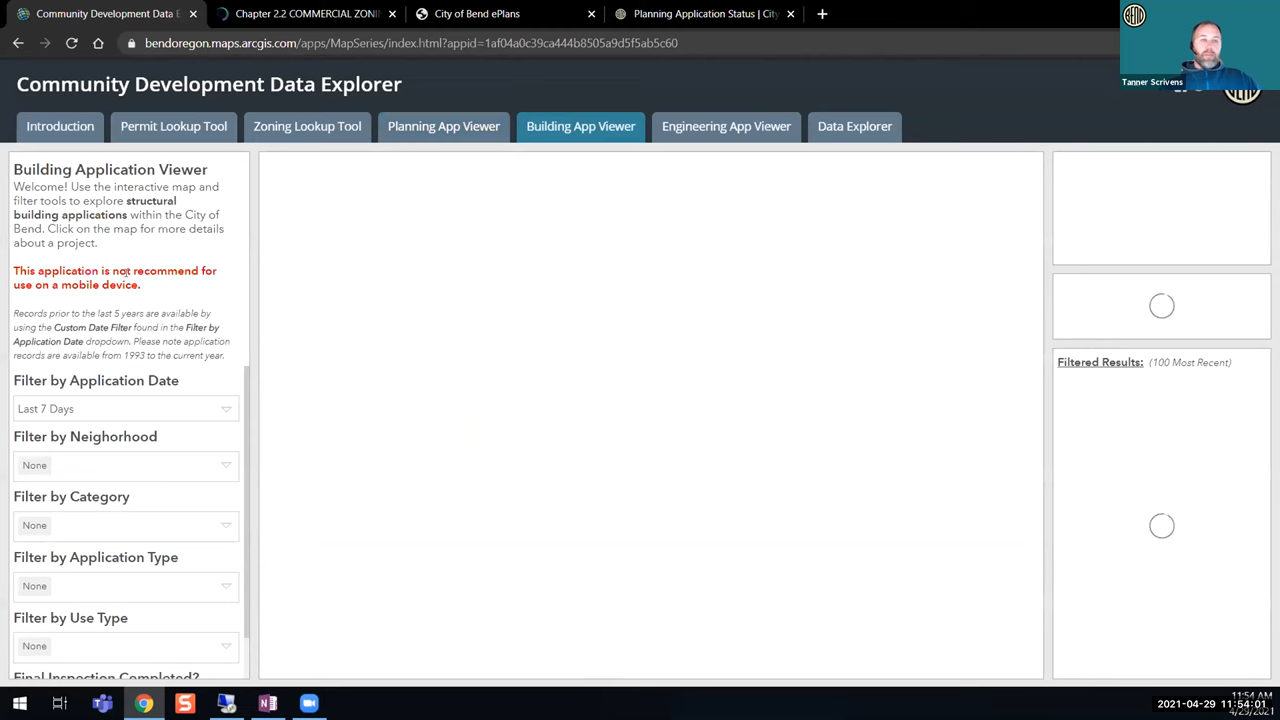 Community Development Data E
Chapter 2.2 COMMERCIAL ZONI
City of Bend ePlans
Planning Application Status | City
bendoregon.maps.arcgis.com/apps/MapSeries/index.html?appid=1af04a0c39ca444b8505a9d5f5ab5c60
BEND
Tanner Scrivens
Community Development Data Explorer
Introduction
Permit Lookup Tool
Zoning Lookup Tool
Planning App Viewer
Building App Viewer
Engineering App Viewer
Data Explorer
Building Application Viewer
Welcome! Use the interactive map and
filter tools to explore structural
building applications within the City of
Bend. Click on the map for more details
about a project.
This application is not recommend for
use on a mobile device.
Records prior to the last 5 years are available by
using the Custom Date Filter found in the Filter by
Application Date dropdown. Please note application
records are available from 1993 to the current year.
Filter by Application Date
Last 7 Days
Filter by Neighorhood
None
Filter by Category
None
Filter by Application Type
None
Filter by Use Type
None
Final Inspection Completed?
Filtered Results: (100 Most Recent)
11:54 AM
2021-04-29 11:54:01
4/29/2021